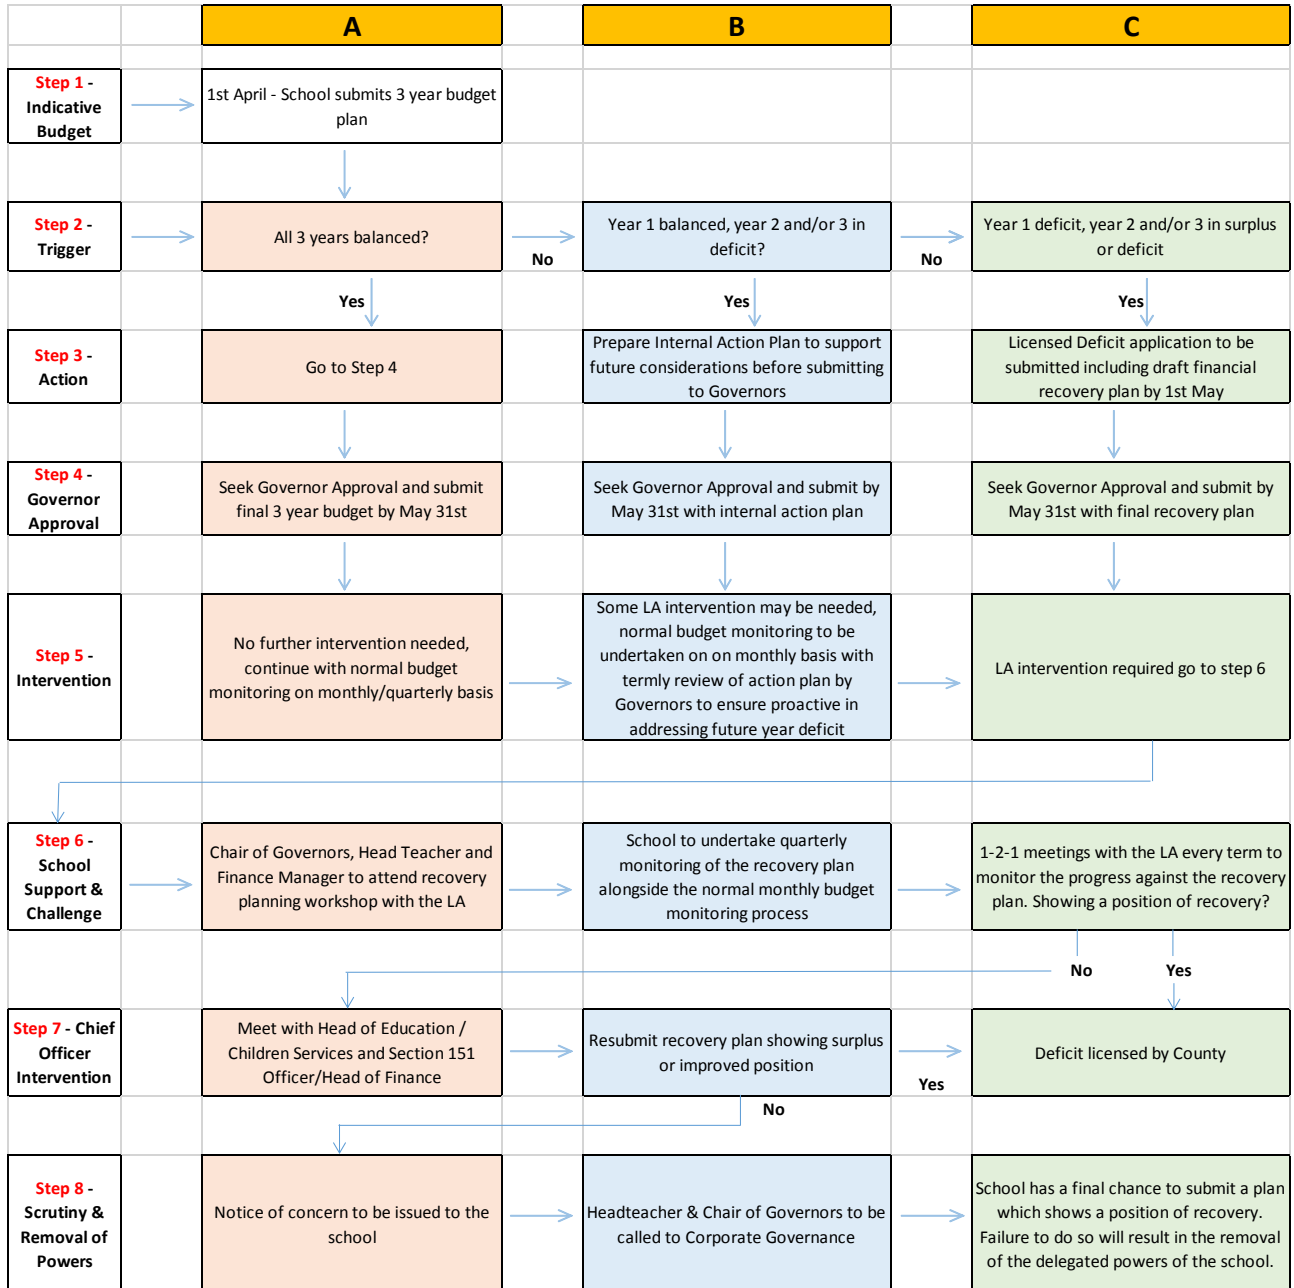 A
B
C
Step 1 -
Indicative
Budget
1st April - School submits 3 year budget
plan
Step 2 -
Trigger
All 3 years balanced?
No
Year 1 balanced, year 2 and/or 3 in
deficit?
No
Year 1 deficit, year 2 and/or 3 in surplus
or deficit
Yes
Yes
Yes
Step 3 -
Action
Go to Step 4
Prepare Internal Action Plan to support
future considerations before submitting
to Governors
Licensed Deficit application to be
submitted including draft financial
recovery plan by 1st May
Step 4 -
Governor
Approval
Seek Governor Approval and submit
final 3 year budget by May 31st
Seek Governor Approval and submit by
May 31st with internal action plan
Seek Governor Approval and submit by
May 31st with final recovery plan
Step 5 -
Intervention
No further intervention needed,
continue with normal budget
monitoring on monthly/quarterly basis
Some LA intervention may be needed,
normal budget monitoring to be
undertaken on on monthly basis with
termly review of action plan by
Governors to ensure proactive in
addressing future year deficit
LA intervention required go to step 6
Step 6 -
School
Support &
Challenge
Chair of Governors, Head Teacher and
Finance Manager to attend recovery
planning workshop with the LA
School to undertake quarterly
monitoring of the recovery plan
alongside the normal monthly budget
monitoring process
1-2-1 meetings with the LA every term to
monitor the progress against the recovery
plan. Showing a position of recovery?
No
Yes
Step 7 - Chief
Officer
Intervention
Meet with Head of Education /
Children Services and Section 151
Officer/Head of Finance
Resubmit recovery plan showing surplus
or improved position
Yes
Deficit licensed by County
No
Step 8 -
Scrutiny &
Removal of
Powers
Notice of concern to be issued to the
school
Headteacher & Chair of Governors to be
called to Corporate Governance
School has a final chance to submit a plan
which shows a position of recovery.
Failure to do so will result in the removal
of the delegated powers of the school.